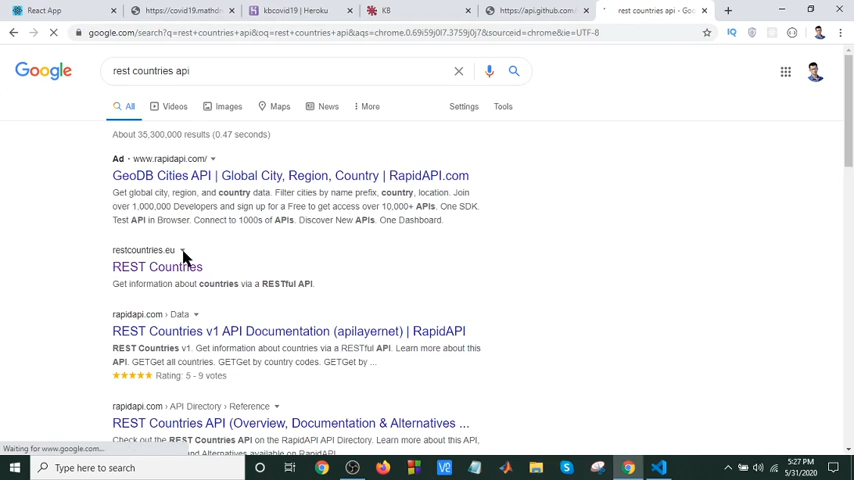 React App
https://covid19.mathdr
kbcovid19 | Heroku
KB
https://api.github.com/
rest countries api - Goo
google.com/search?q=rest+countries+api&oq=rest+countries+api&aqs=chrome.0.69i59j0l7.3759j0j7&sourceid=chrome&ie=UTF-8
IQ
Google
rest countries api
All
Videos
Images
Maps
News
More
Settings
Tools
About 35,300,000 results (0.47 seconds)
Ad · www.rapidapi.com/
GeoDB Cities API | Global City, Region, Country | RapidAPI.com
Get global city, region, and country data. Filter cities by name prefix, country, location. Join
over 1,000,000 Developers and sign up for a Free to get access over 10,000+ APIs. One SDK.
Test API in Browser. Connect to 1000s of APIs. Discover New APIs. One Dashboard.
restcountries.eu
REST Countries
Get information about countries via a RESTful API.
rapidapi.com › Data
REST Countries v1 API Documentation (apilayernet) | RapidAPI
REST Countries v1. Get information about countries via a RESTful API. Learn more about this
API. GETGet all countries. GETGet by country codes. GETGet by ...
Rating: 5 - 9 votes
rapidapi.com › API Directory › Reference
REST Countries API (Overview, Documentation & Alternatives ...
Check out the REST Countries API on the RapidAPI API Directory. Learn more about this API,
and Alternatives available on RapidAPI.
Waiting for www.google.com...
Type here to search
5:27 PM
5/31/2020